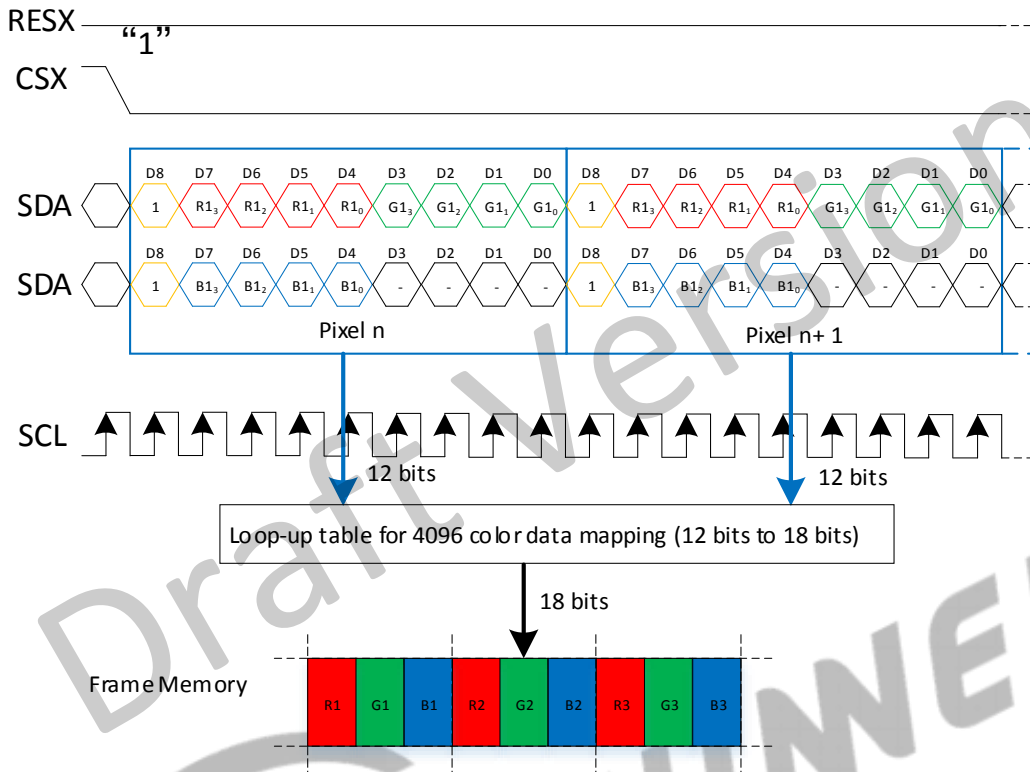 RESX
“1”
CSX
D8 D7 D6 D5 D4 D3 D2 D1 D0 D8 D7 D6 D5 D4 D3 D2 D1 D0
SDA 1 R1₃ R1₂ R1₁ R1₀ G1₃ G1₂ G1₁ G1₀ 1 R1₃ R1₂ R1₁ R1₀ G1₃ G1₂ G1₁ G1₀
D8 D7 D6 D5 D4 D3 D2 D1 D0 D8 D7 D6 D5 D4 D3 D2 D1 D0
SDA 1 B1₃ B1₂ B1₁ B1₀ - - - - 1 B1₃ B1₂ B1₁ B1₀ - - - -
Pixel n Pixel n+ 1
SCL
12 bits 12 bits
Loop-up table for 4096 color data mapping (12 bits to 18 bits)
18 bits
Frame Memory
R1 G1 B1 R2 G2 B2 R3 G3 B3
Draft Version